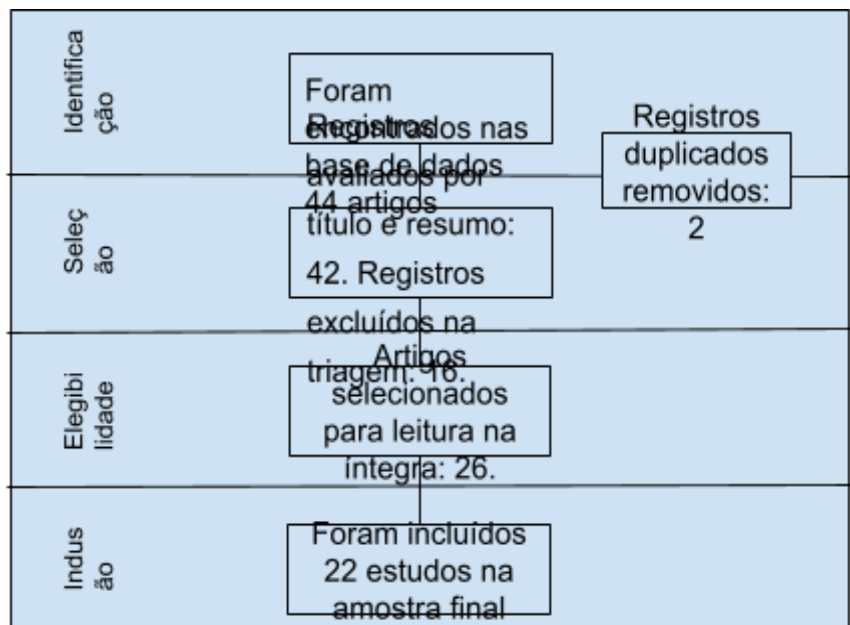 Identifica
ção
Foram
encontrados nas
base de dados
44 artigos
Registros
duplicados
removidos:
2
Seleç
ão
Registros
avaliados por
título e resumo:
42. Registros
excluídos na
triagem: 16.
Elegibi
lidade
Artigos
selecionados
para leitura na
íntegra: 26.
Inclus
ão
Foram incluídos
22 estudos na
amostra final